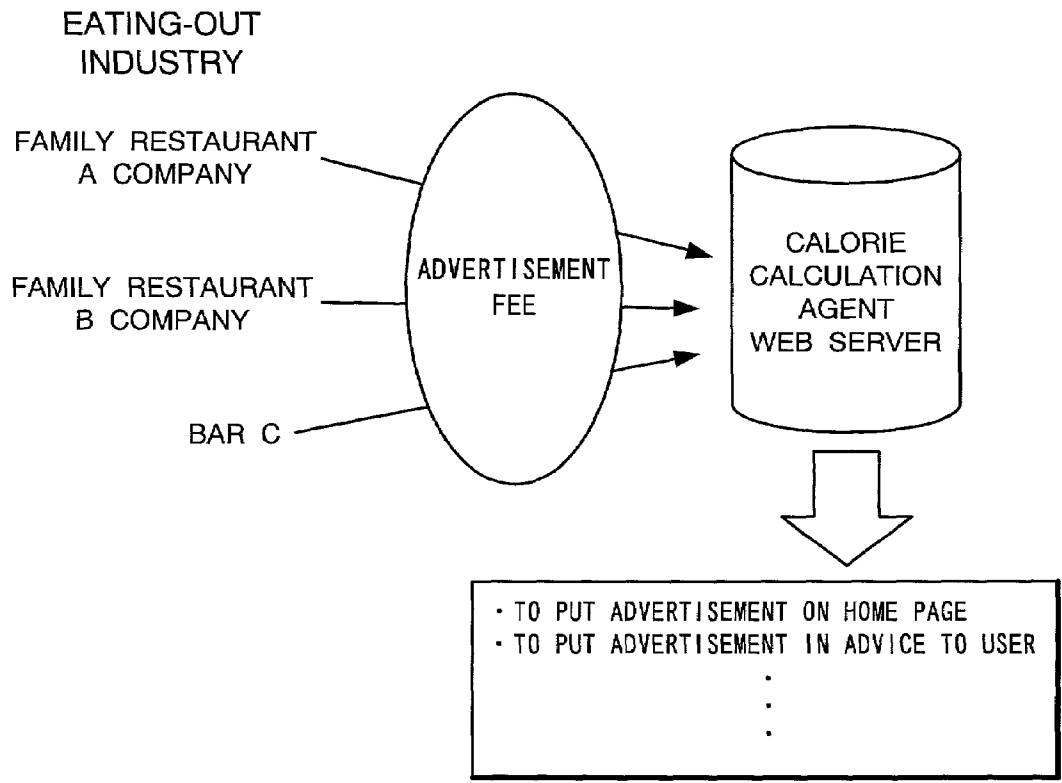 EATING-OUT
INDUSTRY
FAMILY RESTAURANT
A COMPANY
FAMILY RESTAURANT
B COMPANY
BAR C
ADVERTISEMENT
FEE
CALORIE
CALCULATION
AGENT
WEB SERVER
· TO PUT ADVERTISEMENT ON HOME PAGE
· TO PUT ADVERTISEMENT IN ADVICE TO USER
·
·
·